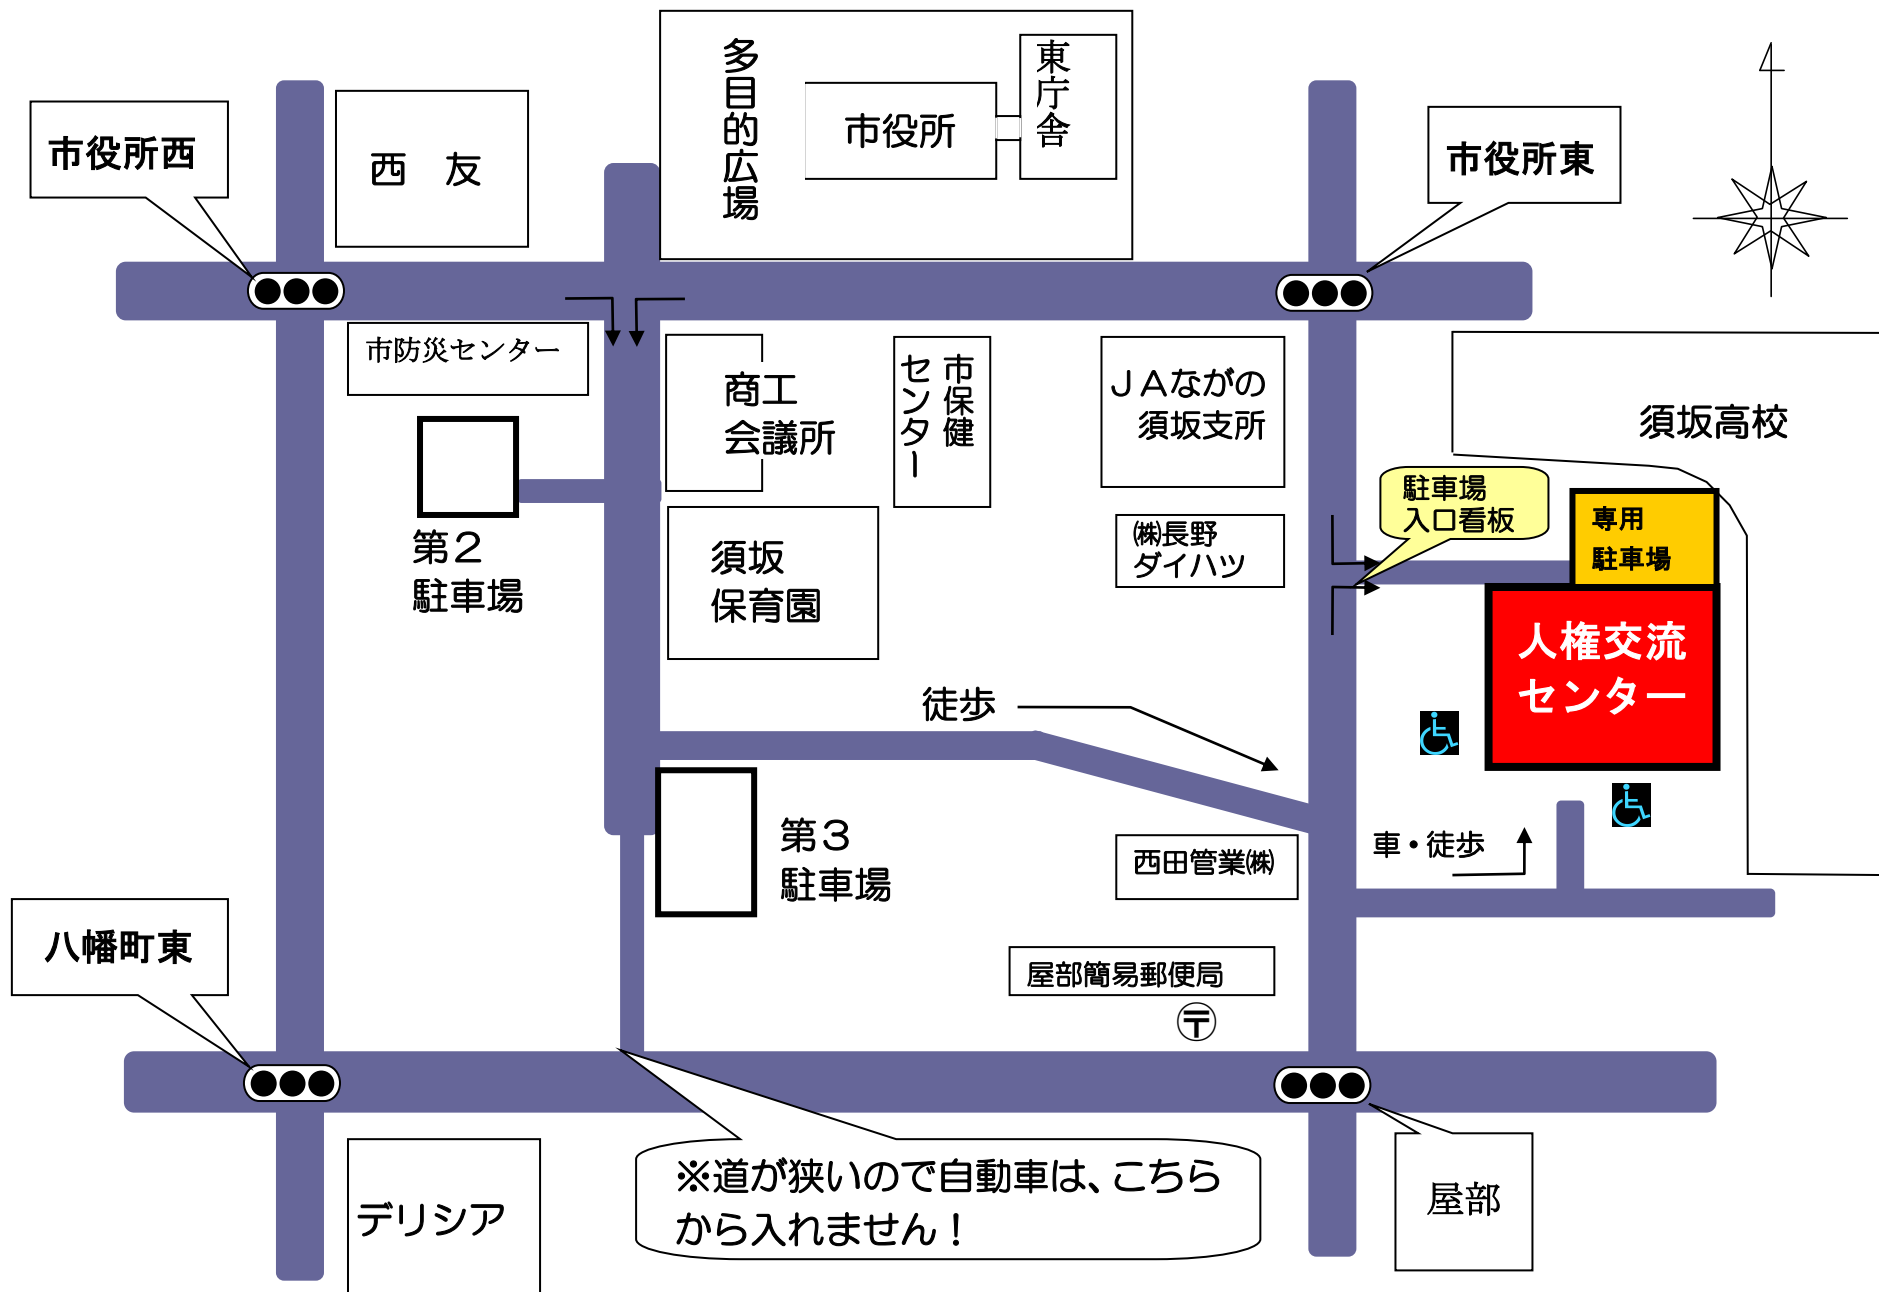 多目的広場
市役所
東庁舎
市役所西
西　友
市役所東
市防災センター
商工
会議所
市保健
センター
ＪＡながの
須坂支所
須坂高校
駐車場
入口看板
専用
駐車場
㈱長野
ダイハツ
第２
駐車場
須坂
保育園
人権交流
センター
徒歩
第３
駐車場
西田管業㈱
車・徒歩
八幡町東
屋部簡易郵便局
〒
※道が狭いので自動車は、こちら
から入れません！
デリシア
屋部